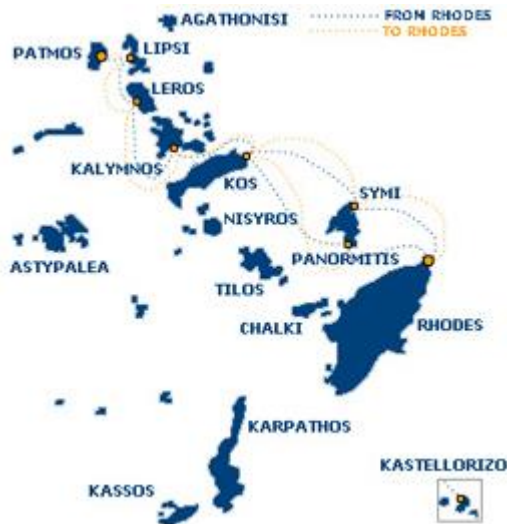 AGATHONISI
FROM RHODES
TO RHODES
PATMOS
LIPSI
LEROS
KALYMNOS
KOS
SYMI
NISYROS
PANORMITIS
ASTYPALEA
TILOS
CHALKI
RHODES
KARPATHOS
KASTELLORIZO
KASSOS